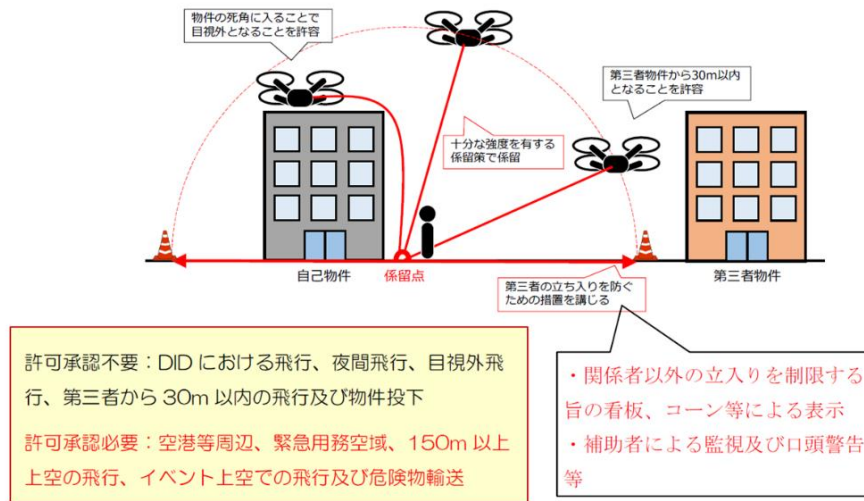 物件の死角に入ることで
目視外となることを許容
第三者物件から30m以内
となることを許容
十分な強度を有する
係留策で係留
自己物件
係留点
第三者物件
第三者の立ち入りを防ぐ
ための措置を講じる
許可承認不要：DID における飛行、夜間飛行、目視外飛
行、第三者から 30m 以内の飛行及び物件投下
許可承認必要：空港等周辺、緊急用務空域、150m 以上
上空の飛行、イベント上空での飛行及び危険物輸送
・関係者以外の立入りを制限する
旨の看板、コーン等による表示
・補助者による監視及び口頭警告
等